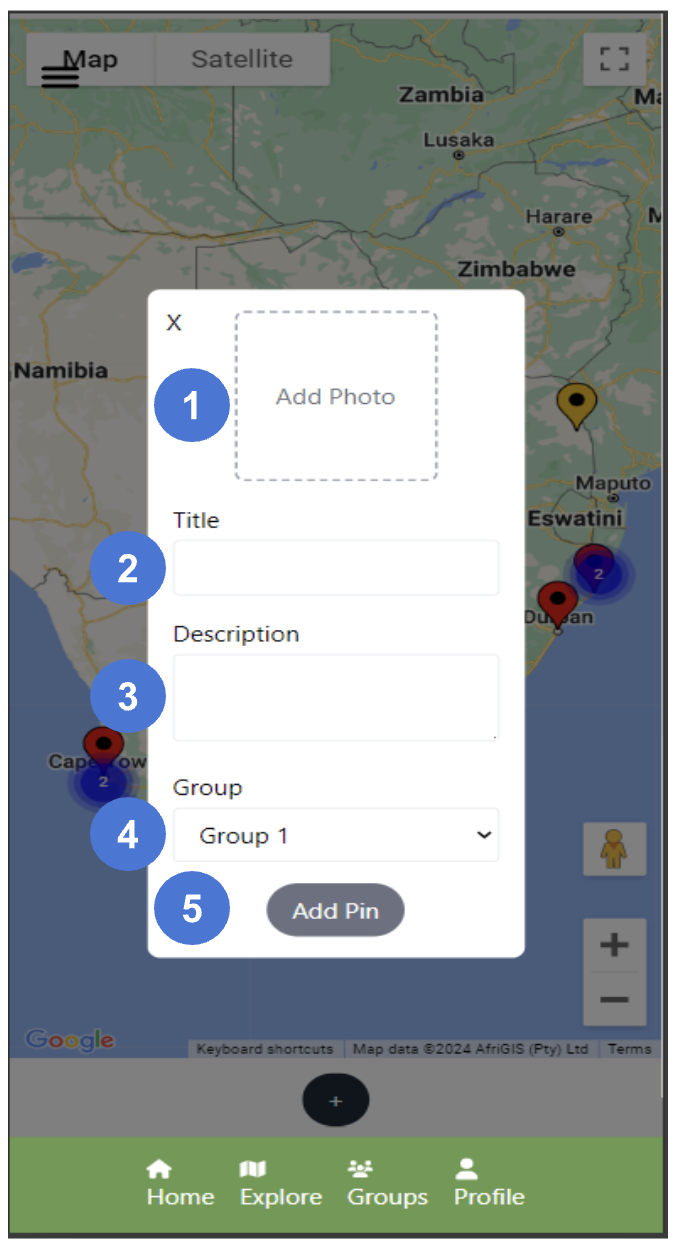 Map Satellite
Zambia
Lusaka
Harare
Zimbabwe
X
Namibia
1 Add Photo
Maputo
Title
Eswatini
2
2
Description
3
Cape Tow
2
Group
4 Group 1
5 Add Pin
+
−
Google
Keyboard shortcuts Map data ©2024 AfriGIS (Pty) Ltd Terms
+
Home Explore Groups Profile